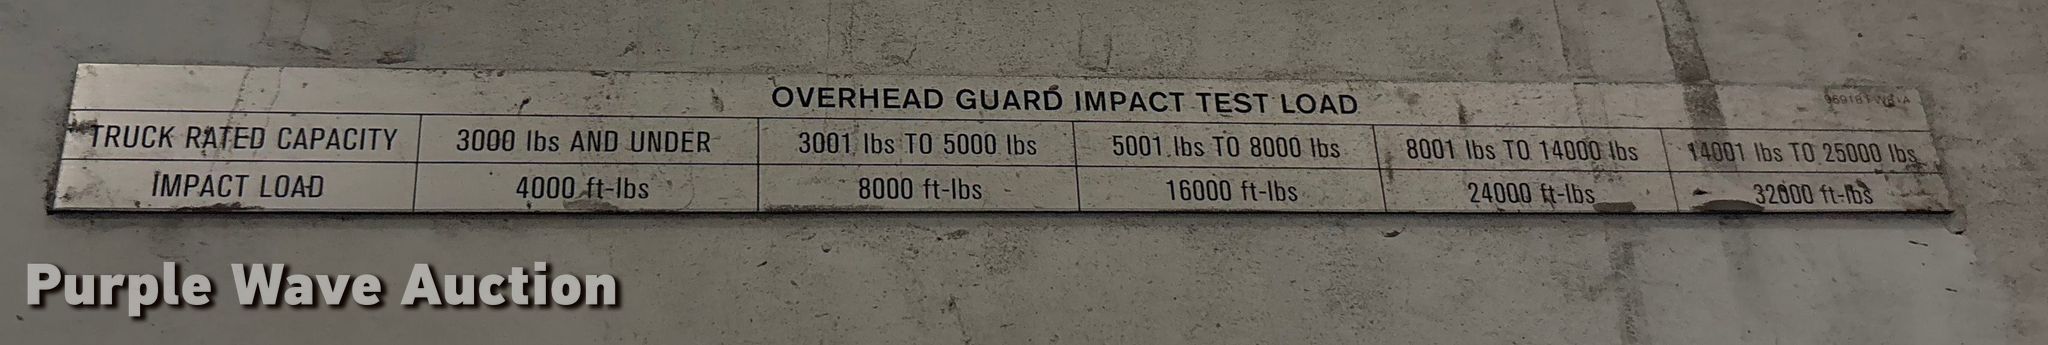 OVERHEAD GUARD IMPACT TEST LOAD
TRUCK RATED CAPACITY 3000 lbs AND UNDER 3001 lbs TO 5000 lbs 5001 lbs TO 8000 lbs 8001 lbs TO 14000 lbs 14001 lbs TO 25000 lbs
IMPACT LOAD 4000 ft-lbs 8000 ft-lbs 16000 ft-lbs 24000 ft-lbs 32000 ft-lbs
Purple Wave Auction